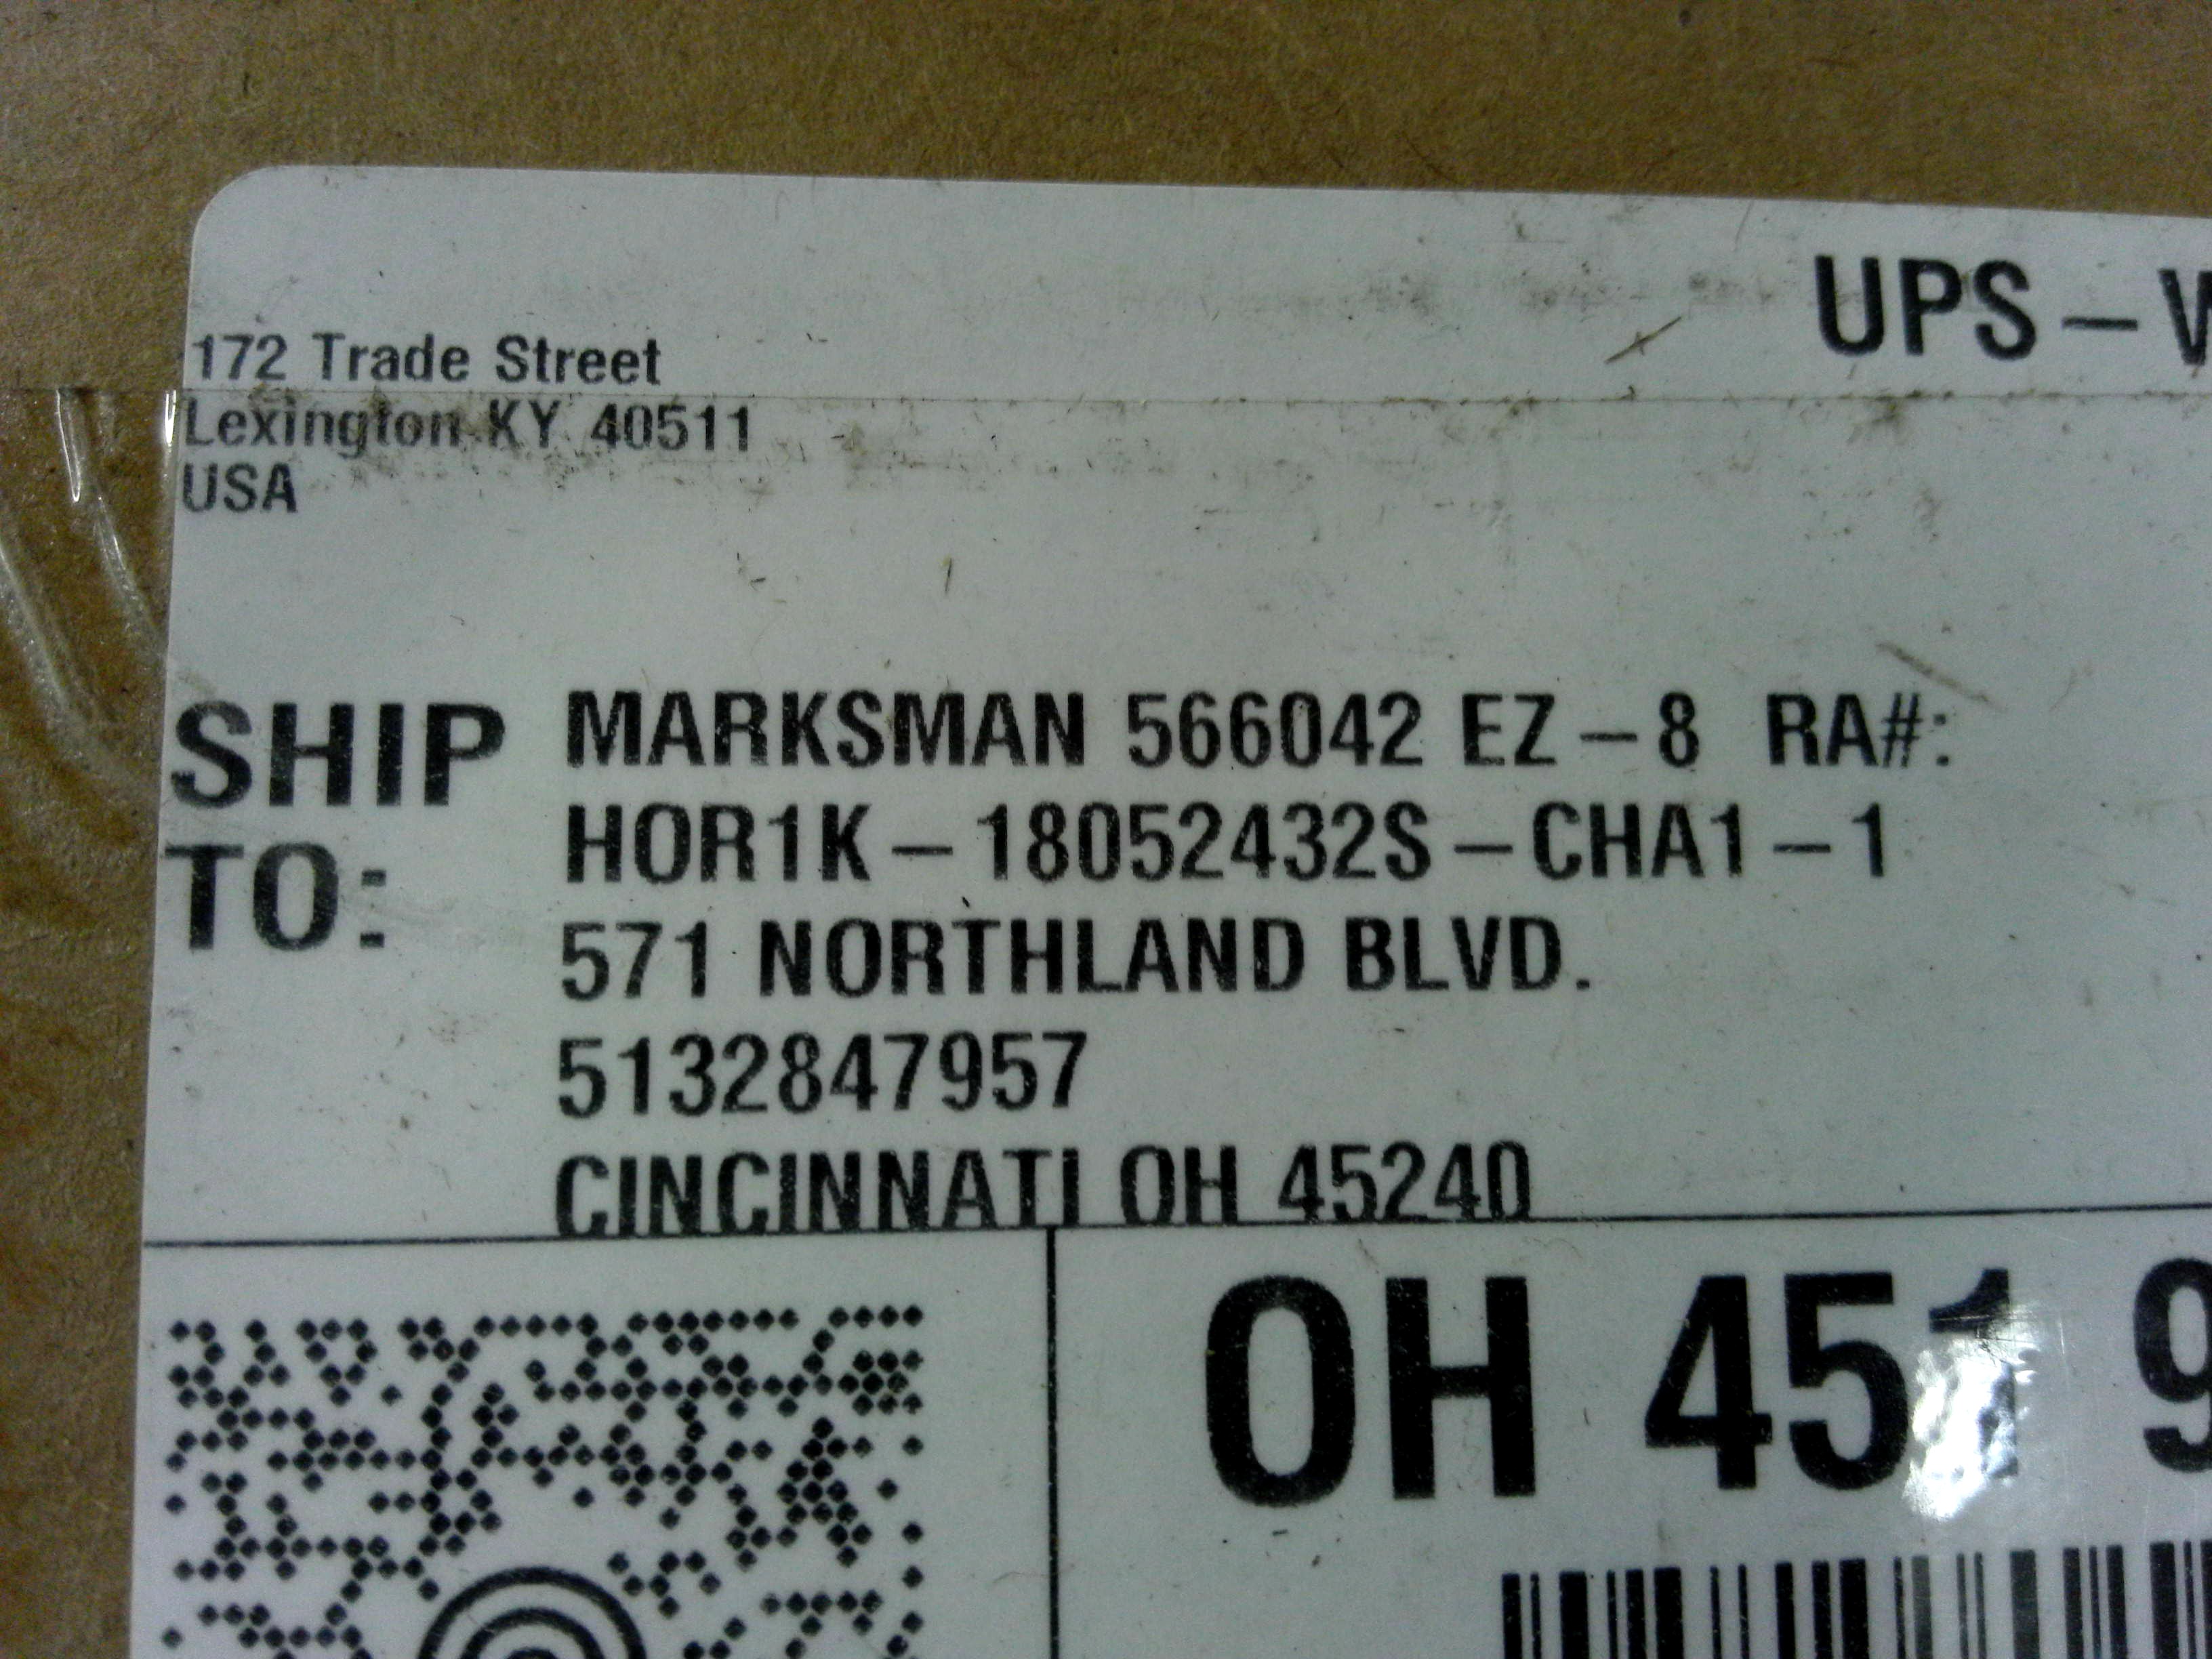 UPS – 
172 Trade Street
Lexington KY 40511
USA
SHIP TO:
MARKSMAN 566042 EZ – 8 RA#:
HOR1K – 18052432S – CHA1 – 1
571 NORTHLAND BLVD.
5132847957
CINCINNATI OH 45240
OH 451 9